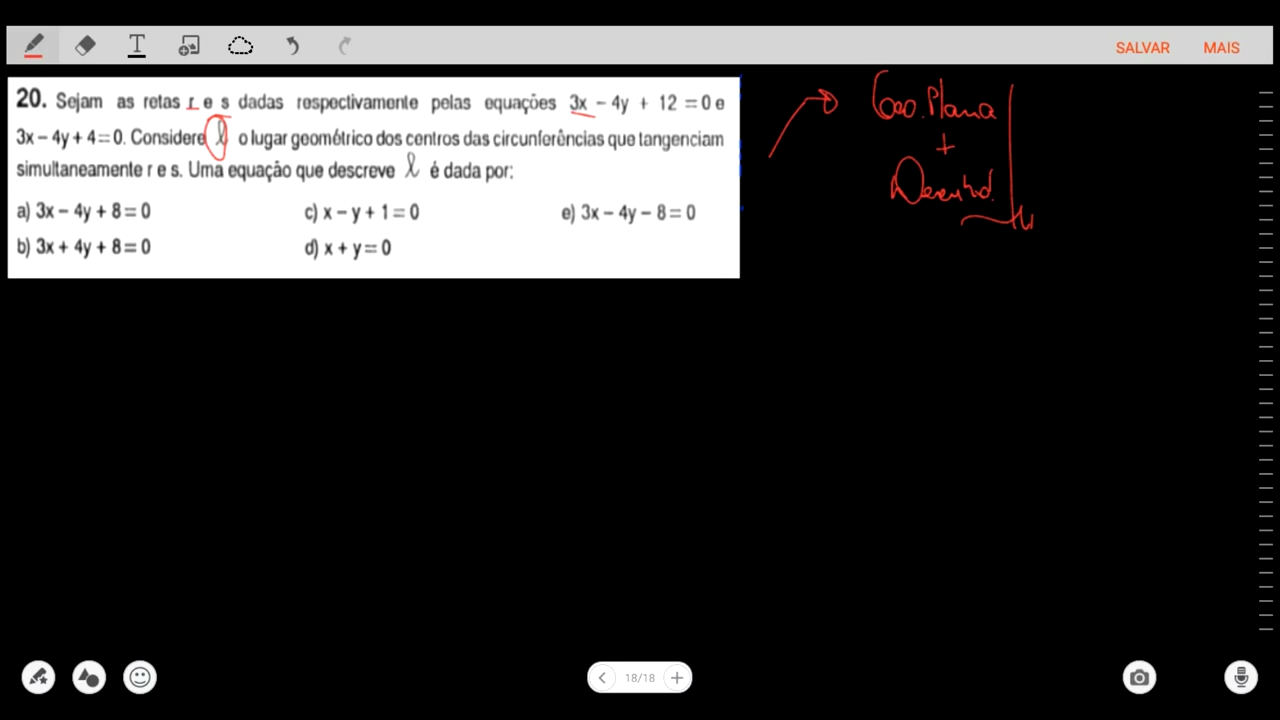 SALVAR MAIS
20. Sejam as retas r e s dadas respectivamente pelas equações 3x – 4y + 12 = 0 e
3x – 4y + 4 = 0. Considere ℓ o lugar geométrico dos centros das circunferências que tangenciam
simultaneamente r e s. Uma equação que descreve ℓ é dada por:
a) 3x – 4y + 8 = 0
c) x – y + 1 = 0
e) 3x – 4y – 8 = 0
b) 3x + 4y + 8 = 0
d) x + y = 0
Geo. Plana
+
18/18